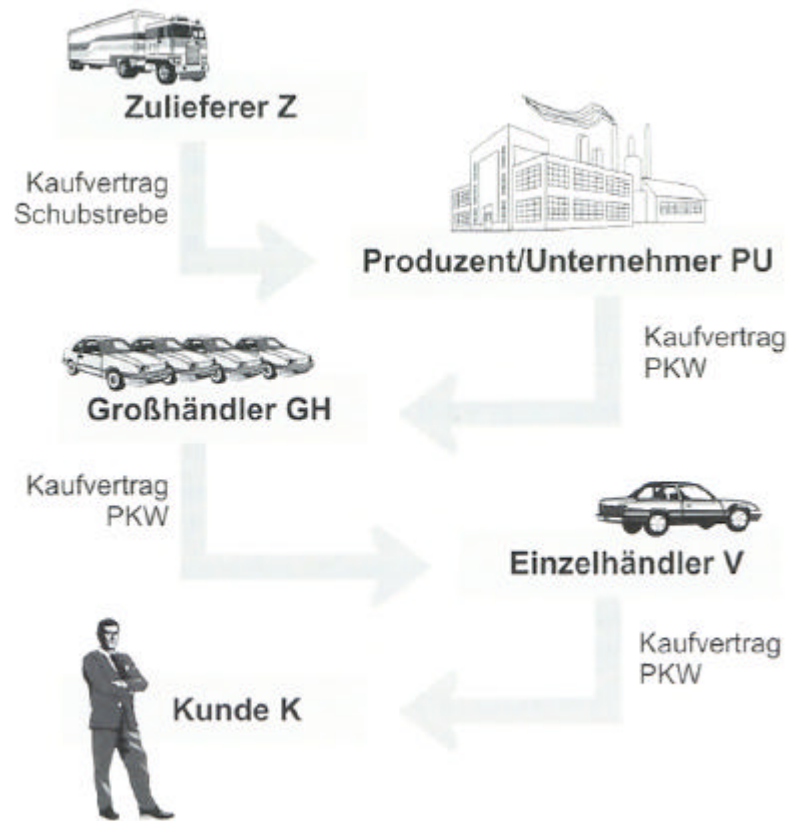 Zulieferer Z
Kaufvertrag
Schubstrebe
Produzent/Unternehmer PU
Kaufvertrag
PKW
Großhändler GH
Kaufvertrag
PKW
Einzelhändler V
Kaufvertrag
PKW
Kunde K